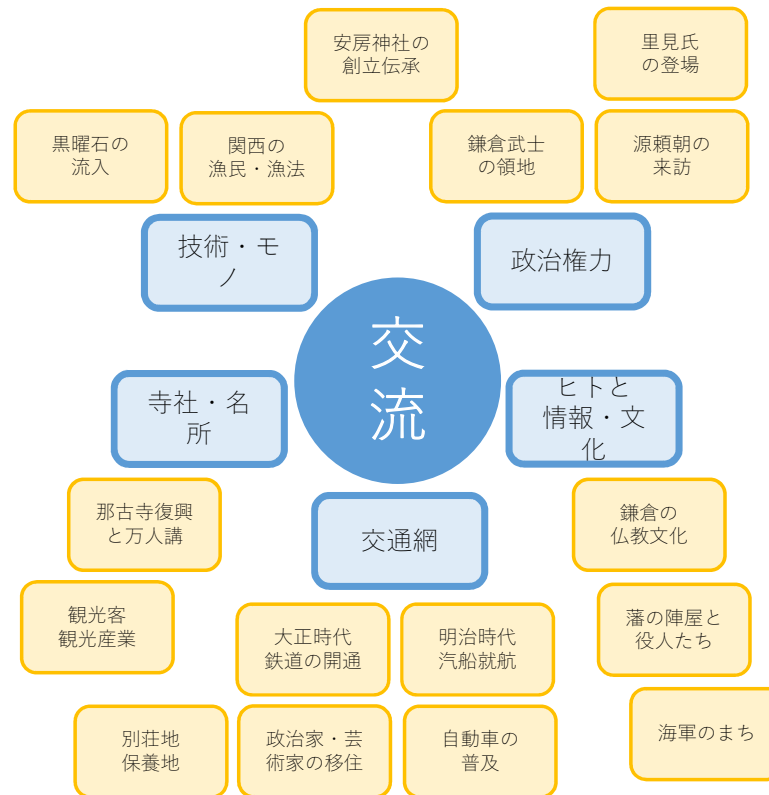 安房神社の
創立伝承
里見氏
の登場
黒曜石の
流入
関西の
漁民・漁法
鎌倉武士
の領地
源頼朝の
来訪
技術・モ
ノ
政治権力
交
流
寺社・名
所
ヒトと
情報・文
化
交通網
那古寺復興
と万人講
鎌倉の
仏教文化
観光客
観光産業
大正時代
鉄道の開通
明治時代
汽船就航
藩の陣屋と
役人たち
別荘地
保養地
政治家・芸
術家の移住
自動車の
普及
海軍のまち